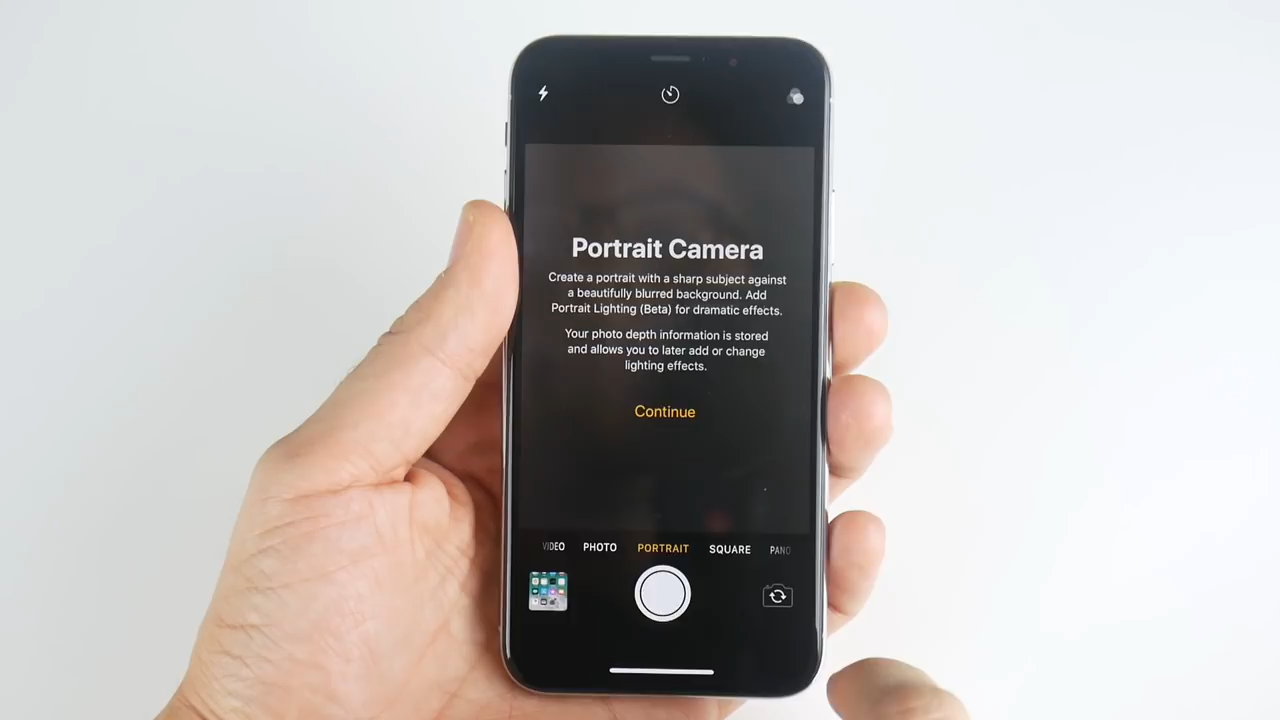 Portrait Camera
Create a portrait with a sharp subject against
a beautifully blurred background. Add
Portrait Lighting (Beta) for dramatic effects.
Your photo depth information is stored
and allows you to later add or change
lighting effects.
Continue
VIDEO PHOTO PORTRAIT SQUARE PANO